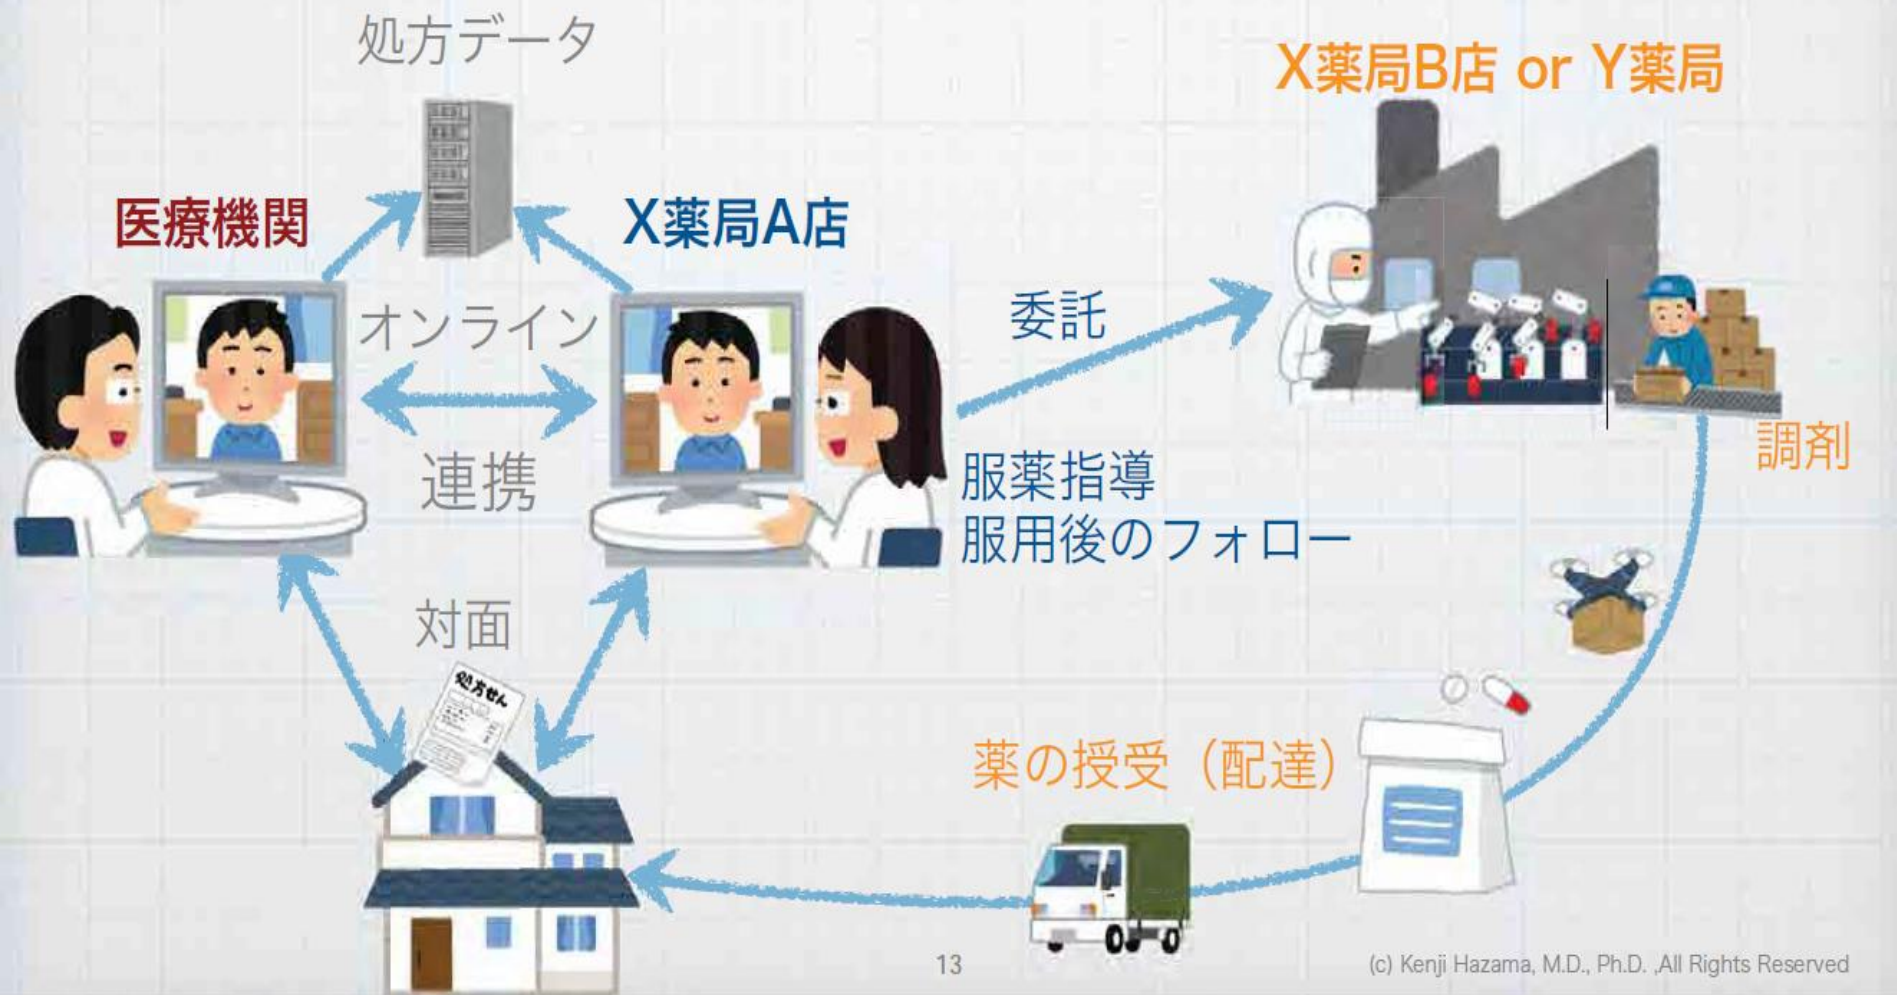 処方データ
X薬局B店 or Y薬局
医療機関
X薬局A店
オンライン
委託
連携
調剤
服薬指導
服用後のフォロー
対面
処方せん
薬の授受（配達）
13
(c) Kenji Hazama, M.D., Ph.D. ,All Rights Reserved